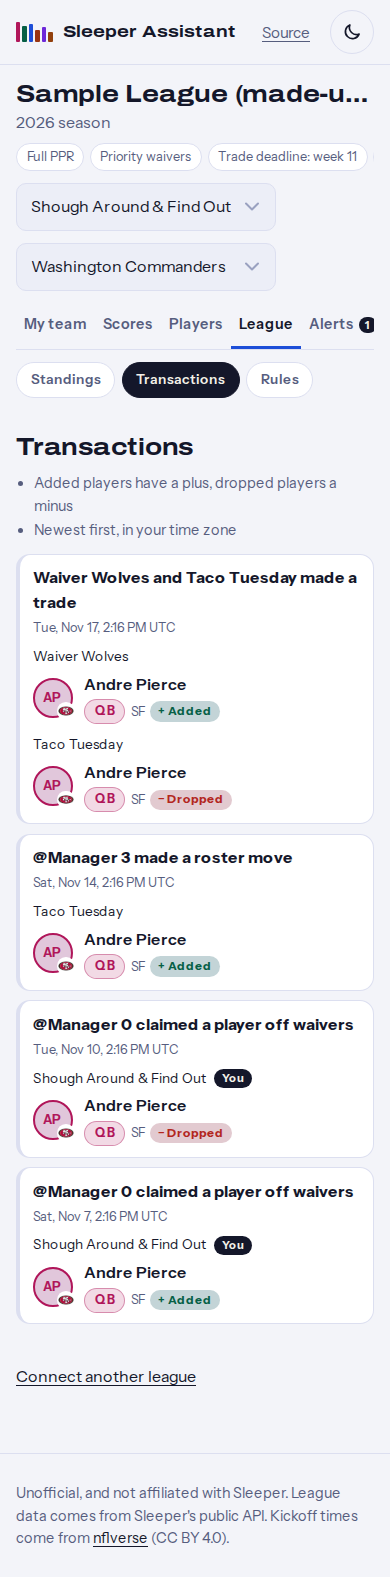 Sleeper Assistant
Source
Sample League (made-u...
2026 season
Full PPR
Priority waivers
Trade deadline: week 11
Shough Around & Find Out
Washington Commanders
My team
Scores
Players
League
Alerts 1
Standings
Transactions
Rules
Transactions
• Added players have a plus, dropped players a
minus
• Newest first, in your time zone
Waiver Wolves and Taco Tuesday made a
trade
Tue, Nov 17, 2:16 PM UTC
Waiver Wolves
Andre Pierce
AP
QB SF + Added
Taco Tuesday
Andre Pierce
AP
QB SF − Dropped
@Manager 3 made a roster move
Sat, Nov 14, 2:16 PM UTC
Taco Tuesday
Andre Pierce
AP
QB SF + Added
@Manager 0 claimed a player off waivers
Tue, Nov 10, 2:16 PM UTC
Shough Around & Find Out You
Andre Pierce
AP
QB SF − Dropped
@Manager 0 claimed a player off waivers
Sat, Nov 7, 2:16 PM UTC
Shough Around & Find Out You
Andre Pierce
AP
QB SF + Added
Connect another league
Unofficial, and not affiliated with Sleeper. League
data comes from Sleeper's public API. Kickoff times
come from nflverse (CC BY 4.0).